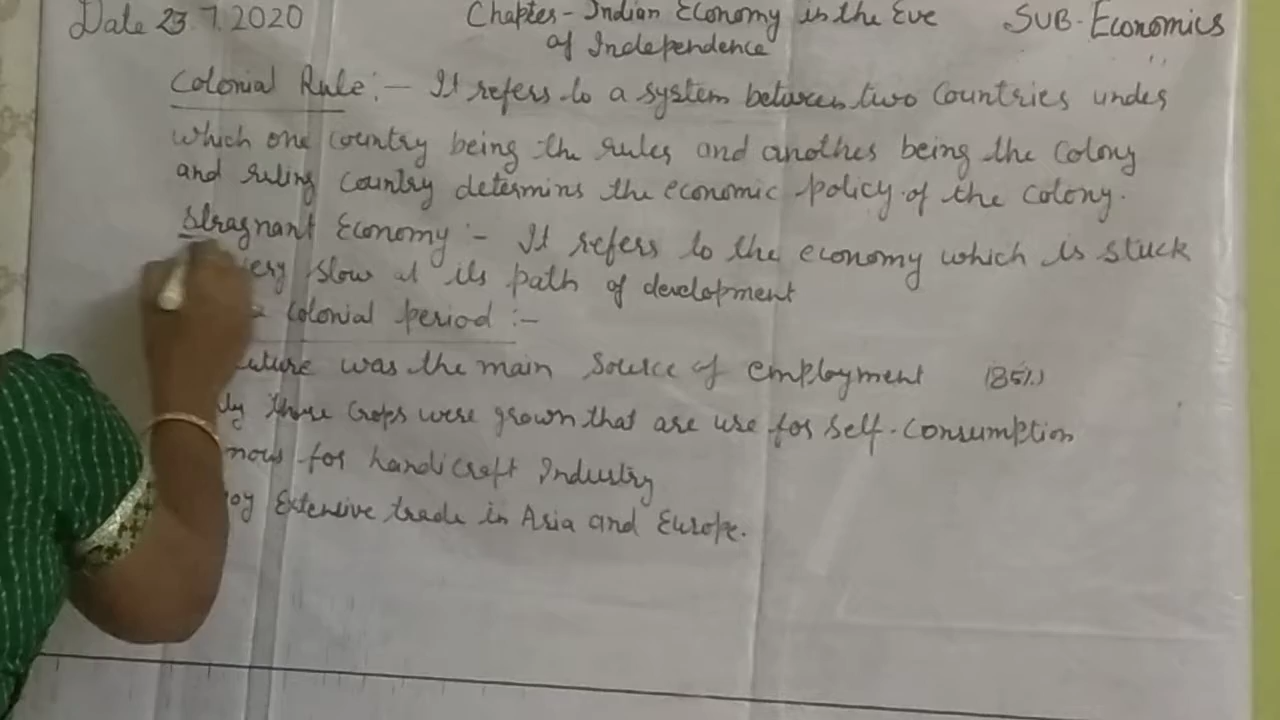 Date 23.7.2020 Chapter - Indian Economy in the Eve SUB - Economics
of Independence
Colonial Rule :- It refers to a system between two Countries under
which one country being the ruler and another being the Colony
and ruling Country determins the economic policy of the colony.
Stragnant Economy :- It refers to the economy which is stuck
very slow at its path of development
colonial period :-
was the main source of employment (85%)
those crops were grown that are use for self-consumption
for handicraft Industry
Extensive trade in Asia and Europe.